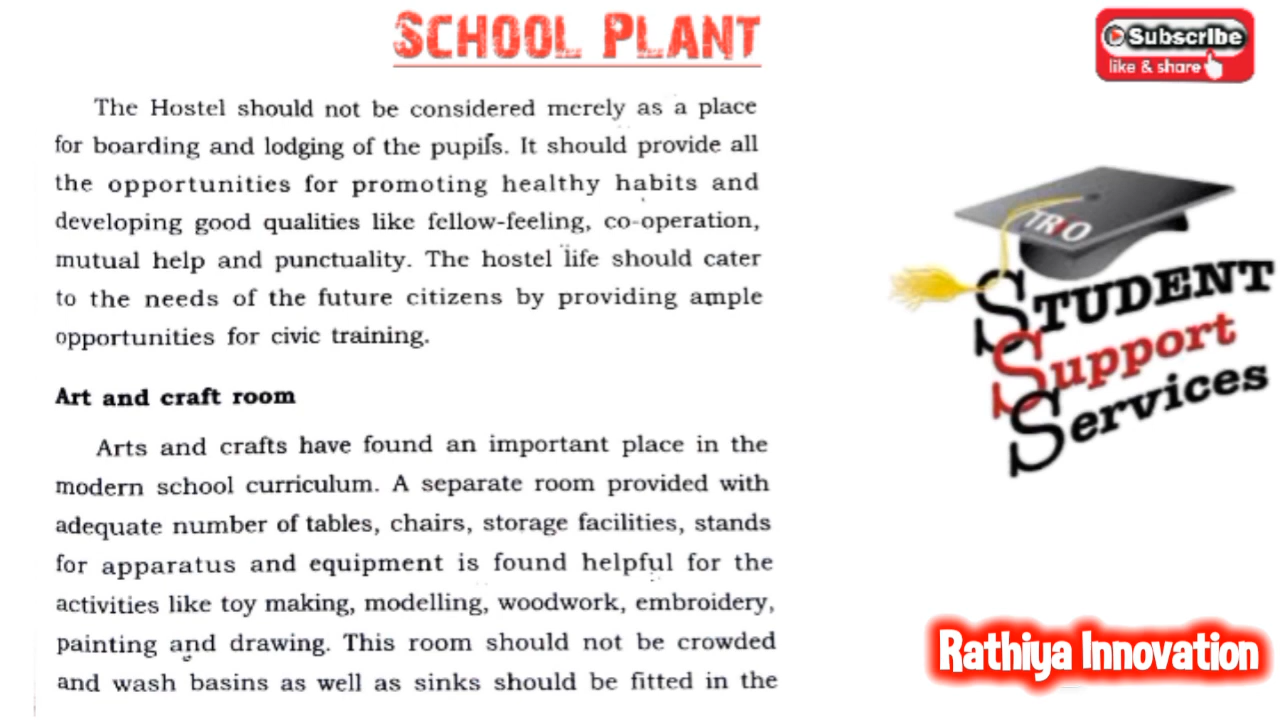 SCHOOL PLANT
Subscribe
like & share
The Hostel should not be considered merely as a place
for boarding and lodging of the pupils. It should provide all
the opportunities for promoting healthy habits and
developing good qualities like fellow-feeling, co-operation,
mutual help and punctuality. The hostel life should cater
to the needs of the future citizens by providing ample
opportunities for civic training.
Art and craft room
Arts and crafts have found an important place in the
modern school curriculum. A separate room provided with
adequate number of tables, chairs, storage facilities, stands
for apparatus and equipment is found helpful for the
activities like toy making, modelling, woodwork, embroidery,
painting and drawing. This room should not be crowded
and wash basins as well as sinks should be fitted in the
TRiO
STUDENT
Support
Services
Rathiya Innovation